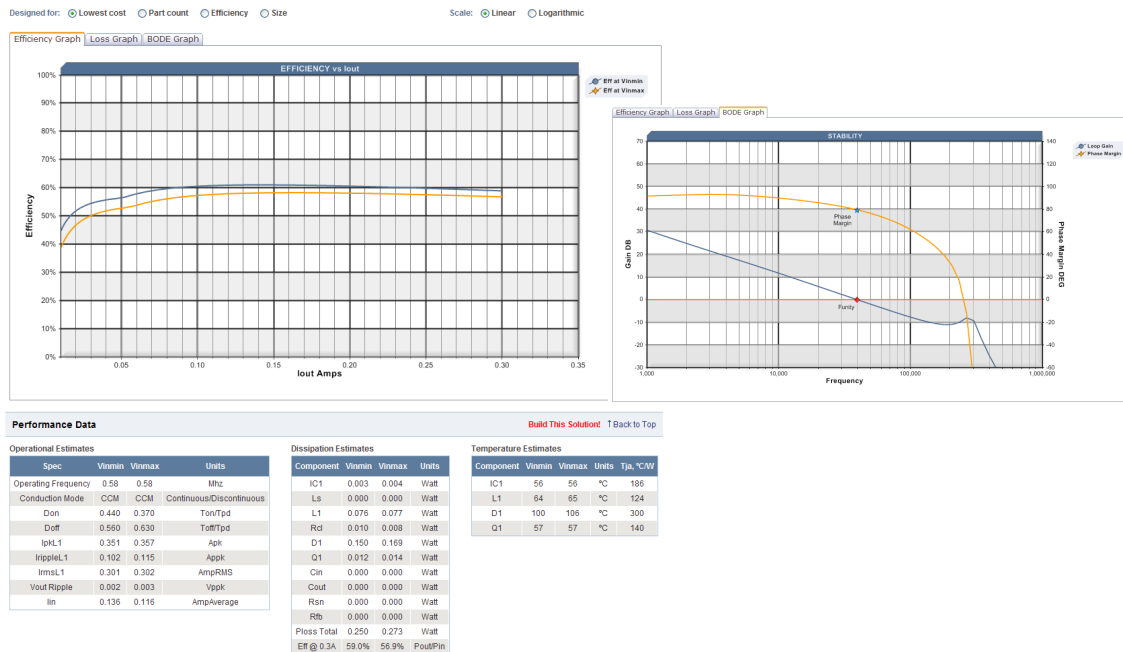 Designed for: Lowest cost Part count Efficiency Size Scale: Linear Logarithmic
Efficiency Graph Loss Graph BODE Graph
EFFICIENCY vs Iout
Eff at Vinmin
Eff at Vinmax
100%
90%
80%
70%
60%
50%
40%
30%
20%
10%
0%
Efficiency
0.05 0.10 0.15 0.20 0.25 0.30 0.35
Iout Amps
Efficiency Graph Loss Graph BODE Graph
STABILITY
Loop Gain
Phase Margin
70
60
50
40
30
20
10
0
-10
-20
-30
Gain DB
Phase
Margin
Funity
140
120
100
80
60
40
20
0
-20
-40
-60
Phase Margin DEG
1,000 10,000 100,000 1,000,000
Frequency
Performance Data Build This Solution! Back to Top
Operational Estimates
Spec Vinmin Vinmax Units
Operating Frequency 0.58 0.58 Mhz
Conduction Mode CCM CCM Continuous/Discontinuous
Don 0.440 0.370 Ton/Tpd
Doff 0.560 0.630 Toff/Tpd
IpkL1 0.351 0.357 Apk
IrippleL1 0.102 0.115 Appk
IrmsL1 0.301 0.302 AmpRMS
Vout Ripple 0.002 0.003 Vppk
Iin 0.136 0.116 AmpAverage
Dissipation Estimates
Component Vinmin Vinmax Units
IC1 0.003 0.004 Watt
Ls 0.000 0.000 Watt
L1 0.076 0.077 Watt
Rcl 0.010 0.008 Watt
D1 0.150 0.169 Watt
Q1 0.012 0.014 Watt
Cin 0.000 0.000 Watt
Cout 0.000 0.000 Watt
Rsn 0.000 0.000 Watt
Rfb 0.000 0.000 Watt
Ploss Total 0.250 0.273 Watt
Eff @ 0.3A 59.0% 56.9% Pout/Pin
Temperature Estimates
Component Vinmin Vinmax Units Tja, °C/W
IC1 56 56 °C 186
L1 64 65 °C 124
D1 100 106 °C 300
Q1 57 57 °C 140